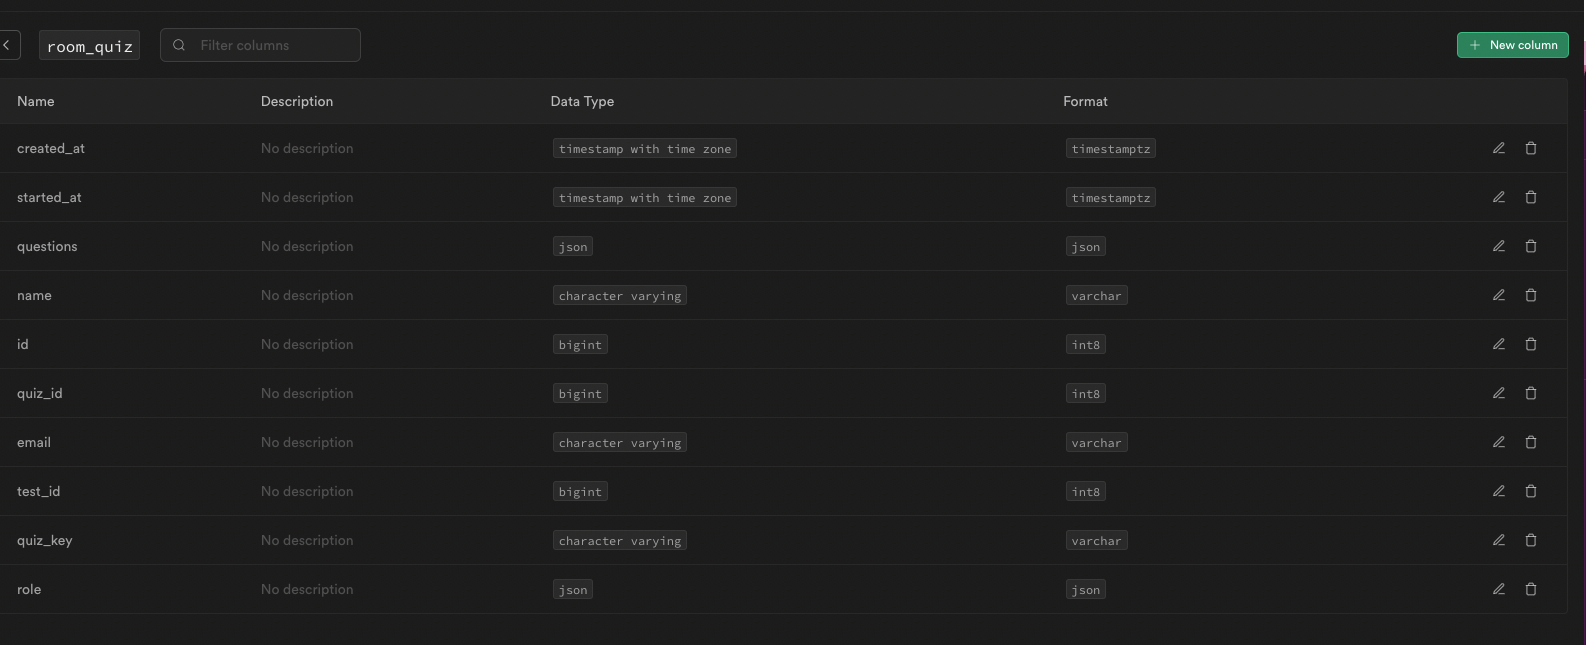 room_quiz Filter columns New column
Name Description Data Type Format
created_at No description timestamp with time zone timestamptz
started_at No description timestamp with time zone timestamptz
questions No description json json
name No description character varying varchar
id No description bigint int8
quiz_id No description bigint int8
email No description character varying varchar
test_id No description bigint int8
quiz_key No description character varying varchar
role No description json json